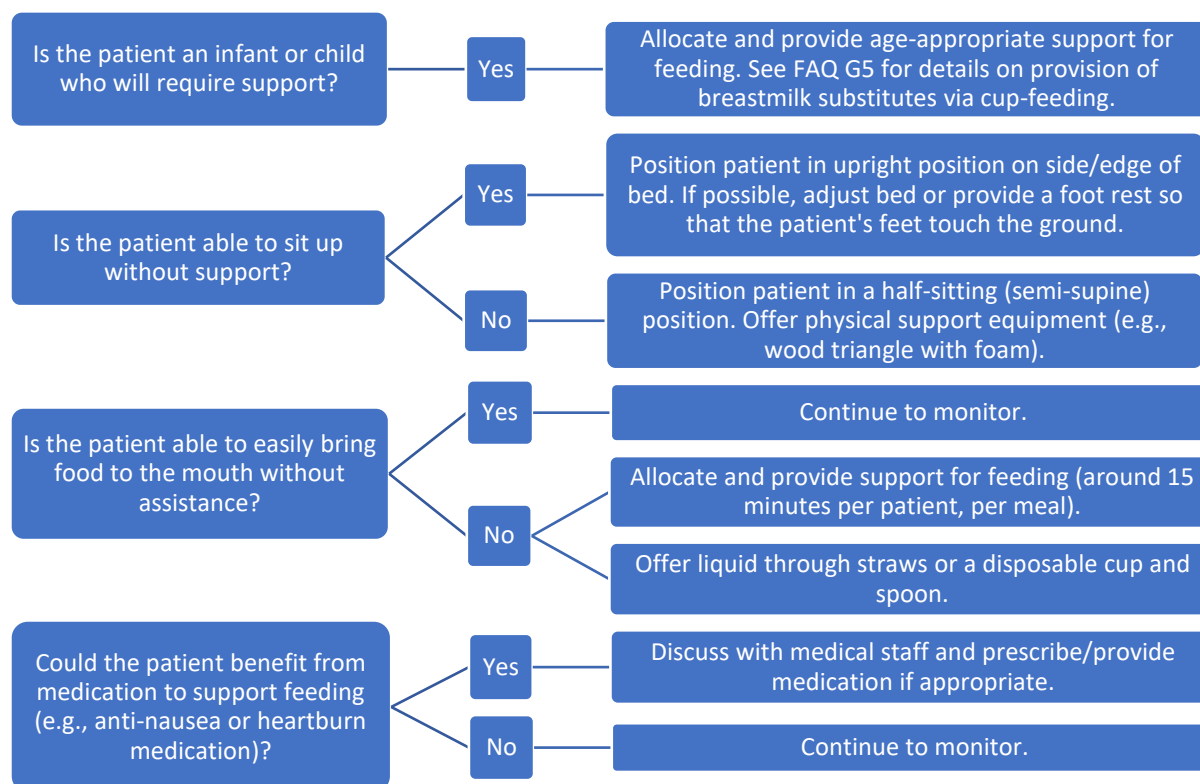 Is the patient an infant or child
who will require support?
Yes
Allocate and provide age-appropriate support for
feeding. See FAQ G5 for details on provision of
breastmilk substitutes via cup-feeding.
Is the patient able to sit up
without support?
Yes
Position patient in upright position on side/edge of
bed. If possible, adjust bed or provide a foot rest so
that the patient's feet touch the ground.
No
Position patient in a half-sitting (semi-supine)
position. Offer physical support equipment (e.g.,
wood triangle with foam).
Is the patient able to easily bring
food to the mouth without
assistance?
Yes
Continue to monitor.
No
Allocate and provide support for feeding (around 15
minutes per patient, per meal).
Offer liquid through straws or a disposable cup and
spoon.
Could the patient benefit from
medication to support feeding
(e.g., anti-nausea or heartburn
medication)?
Yes
Discuss with medical staff and prescribe/provide
medication if appropriate.
No
Continue to monitor.